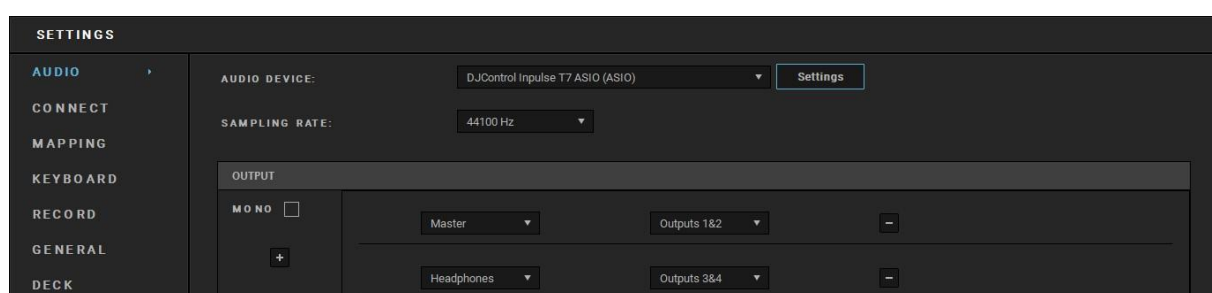 SETTINGS
AUDIO
CONNECT
MAPPING
KEYBOARD
RECORD
GENERAL
DECK
AUDIO DEVICE: DJControl Inpulse T7 ASIO (ASIO) Settings
SAMPLING RATE: 44100 Hz
OUTPUT
MONO
+
Master Outputs 1&2 −
Headphones Outputs 3&4 −